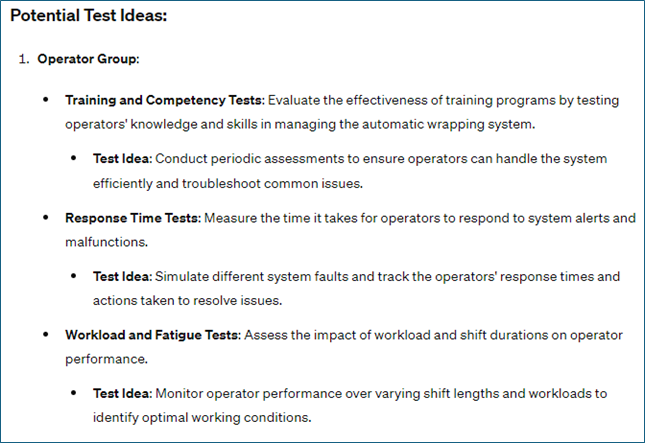 Potential Test Ideas:
1. Operator Group:
• Training and Competency Tests: Evaluate the effectiveness of training programs by testing
operators' knowledge and skills in managing the automatic wrapping system.
• Test Idea: Conduct periodic assessments to ensure operators can handle the system
efficiently and troubleshoot common issues.
• Response Time Tests: Measure the time it takes for operators to respond to system alerts and
malfunctions.
• Test Idea: Simulate different system faults and track the operators' response times and
actions taken to resolve issues.
• Workload and Fatigue Tests: Assess the impact of workload and shift durations on operator
performance.
• Test Idea: Monitor operator performance over varying shift lengths and workloads to
identify optimal working conditions.